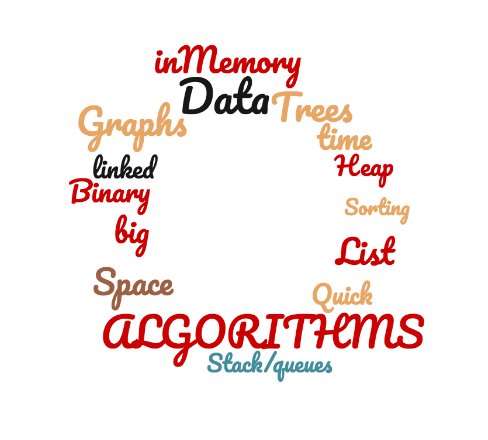 inMemory
Data
Trees
Graphs
time
linked
Heap
Binary
Sorting
big
List
Space
Quick
ALGORITHMS
Stack/queues